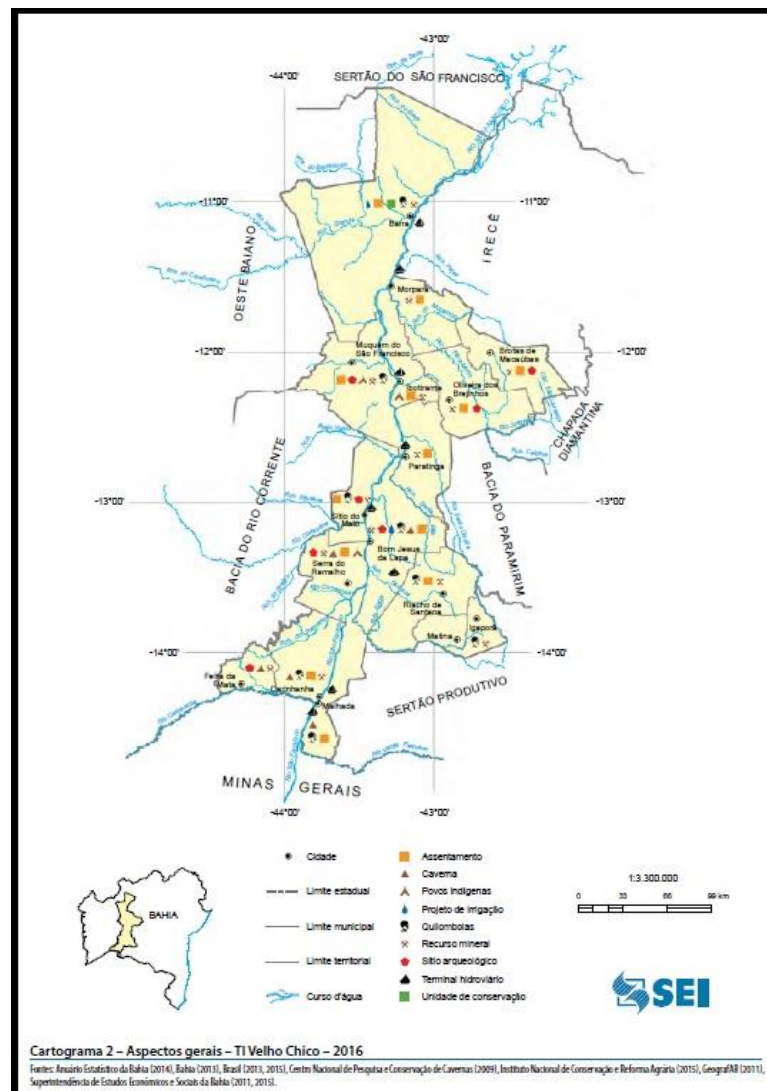 -43°00'
-44°00'
SERTÃO DO SÃO FRANCISCO
-11°00'
-11°00'
Barra
IRECÊ
OESTE BAIANO
Morpará
-12°00'
Muquém do
São Francisco
Brotas de
Macaúbas
-12°00'
Ibotirama
Oliveira dos
Brejinhos
CHAPADA
DIAMANTINA
BACIA DO RIO CORRENTE
Paratinga
BACIA DO PARAMIRIM
-13°00'
-13°00'
Sítio do
Mato
Bom Jesus
da Lapa
Serra do
Ramalho
Riacho de
Santana
Igaporã
Matina
-14°00'
-14°00'
SERTÃO PRODUTIVO
Feira da
Mata
Carinhanha
Malhada
MINAS GERAIS
-44°00'
-43°00'
Cidade
Limite estadual
Limite municipal
Limite territorial
Curso d'água
Assentamento
Caverna
Povos indígenas
Projeto de irrigação
Quilombolas
Recurso mineral
Sítio arqueológico
Terminal hidroviário
Unidade de conservação
1:3.300.000
0 33 66 99 km
BAHIA
SEI
Cartograma 2 – Aspectos gerais – TI Velho Chico – 2016
Fontes: Anuário Estatístico da Bahia (2014), Bahia (2013), Brasil (2013, 2015), Centro Nacional de Pesquisa e Conservação de Cavernas (2009), Instituto Nacional de Conservação e Reforma Agrária (2015), GeografAR (2011),
Superintendência de Estudos Econômicos e Sociais da Bahia (2011, 2015).